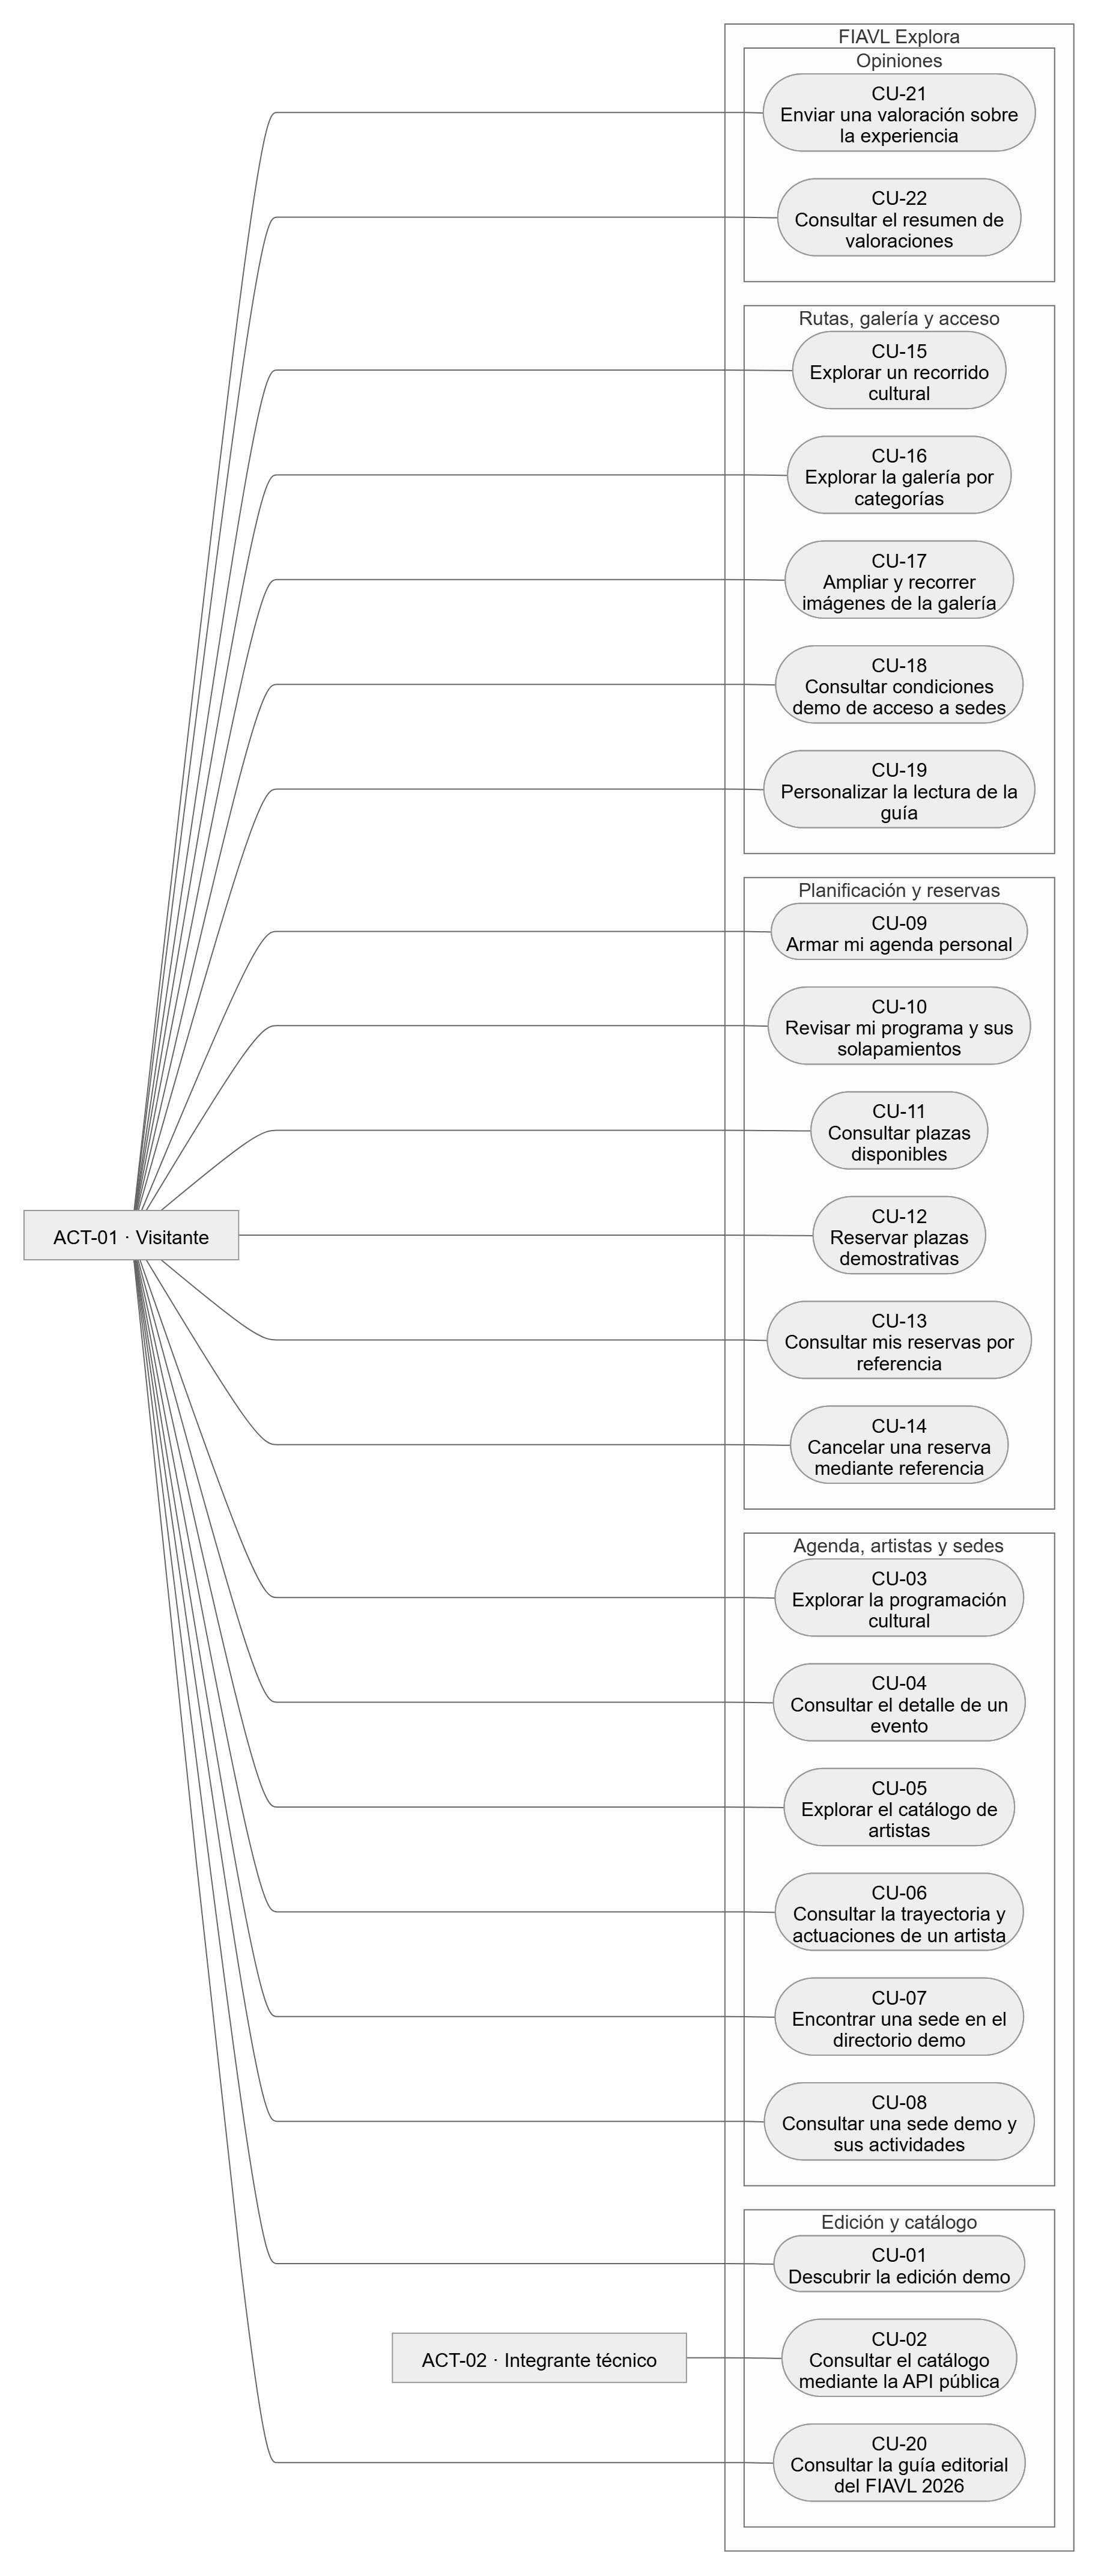 FIAVL Explora
Opiniones
CU-21
Enviar una valoración sobre
la experiencia
CU-22
Consultar el resumen de
valoraciones
Rutas, galería y acceso
CU-15
Explorar un recorrido
cultural
CU-16
Explorar la galería por
categorías
CU-17
Ampliar y recorrer
imágenes de la galería
CU-18
Consultar condiciones
demo de acceso a sedes
CU-19
Personalizar la lectura de la
guía
Planificación y reservas
CU-09
Armar mi agenda personal
CU-10
Revisar mi programa y sus
solapamientos
CU-11
Consultar plazas
disponibles
ACT-01 · Visitante
CU-12
Reservar plazas
demostrativas
CU-13
Consultar mis reservas por
referencia
CU-14
Cancelar una reserva
mediante referencia
Agenda, artistas y sedes
CU-03
Explorar la programación
cultural
CU-04
Consultar el detalle de un
evento
CU-05
Explorar el catálogo de
artistas
CU-06
Consultar la trayectoria y
actuaciones de un artista
CU-07
Encontrar una sede en el
directorio demo
CU-08
Consultar una sede demo y
sus actividades
Edición y catálogo
CU-01
Descubrir la edición demo
ACT-02 · Integrante técnico
CU-02
Consultar el catálogo
mediante la API pública
CU-20
Consultar la guía editorial
del FIAVL 2026